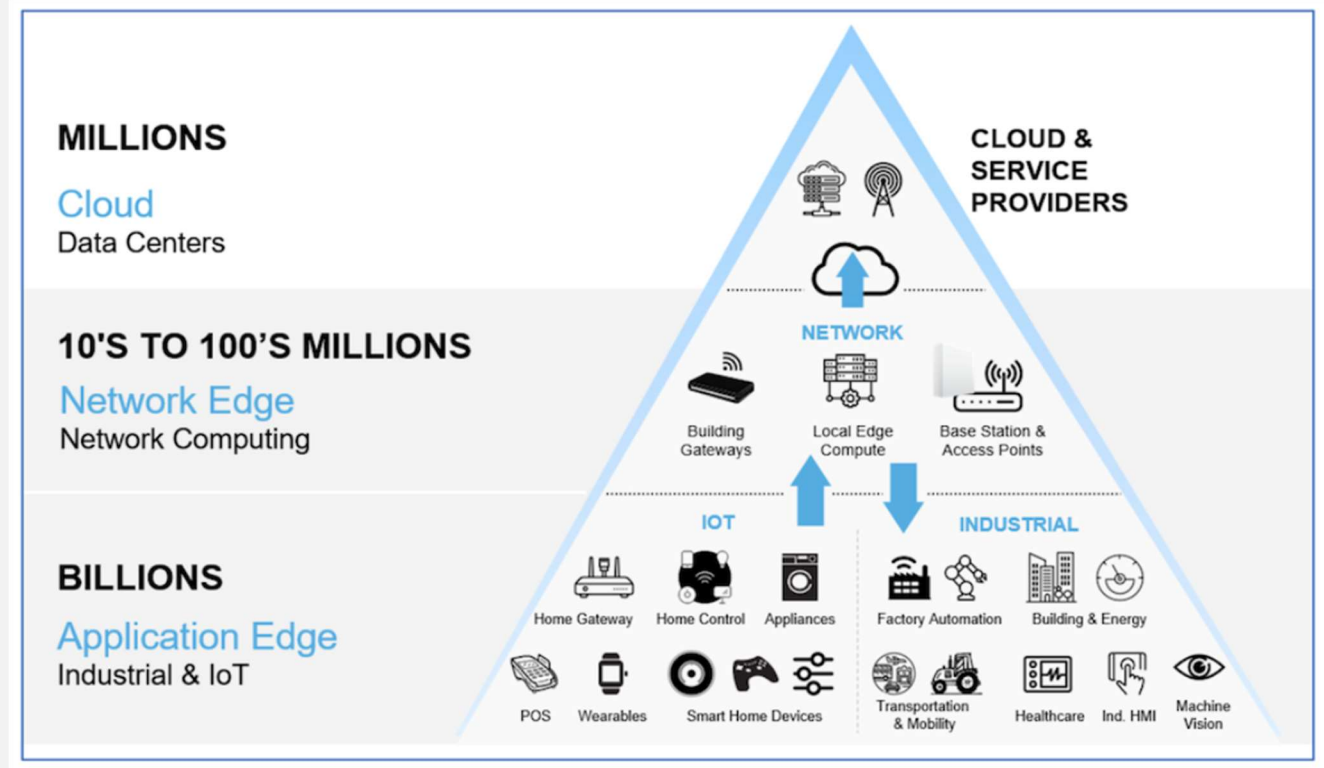 MILLIONS
Cloud
Data Centers
CLOUD &
SERVICE
PROVIDERS
10'S TO 100’S MILLIONS
Network Edge
Network Computing
NETWORK
Building
Gateways
Local Edge
Compute
Base Station &
Access Points
BILLIONS
Application Edge
Industrial & IoT
IOT
INDUSTRIAL
Home Gateway
Home Control
Appliances
Factory Automation
Building & Energy
POS
Wearables
Smart Home Devices
Transportation
& Mobility
Healthcare
Ind. HMI
Machine
Vision